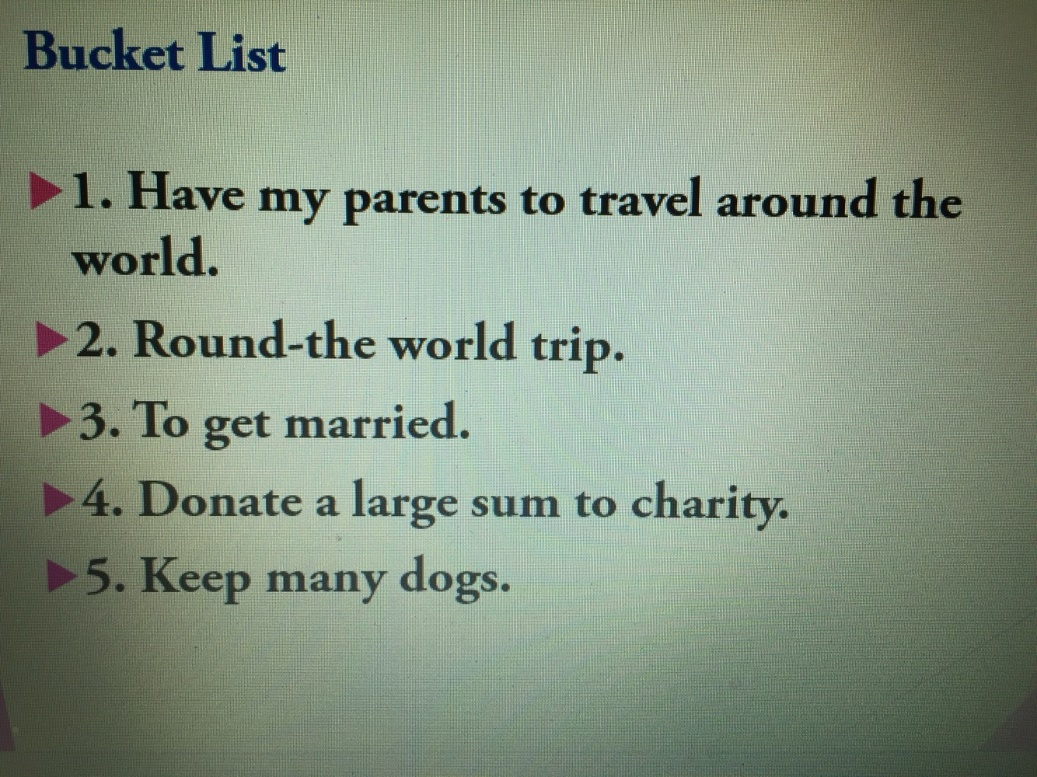 Bucket List
1. Have my parents to travel around the
world.
2. Round-the world trip.
3. To get married.
4. Donate a large sum to charity.
5. Keep many dogs.